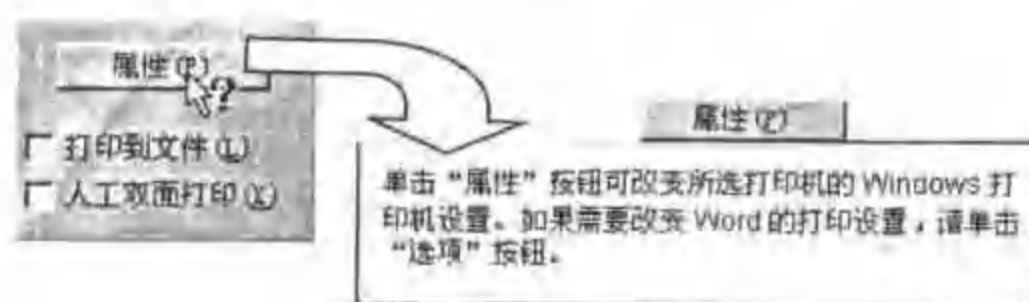 属性(P)
?
打印到文件(L)
人工双面打印(X)
属性(P)
单击“属性”按钮可改变所选打印机的 Windows 打
印机设置。如果需要改变 Word 的打印设置，请单击
“选项”按钮。